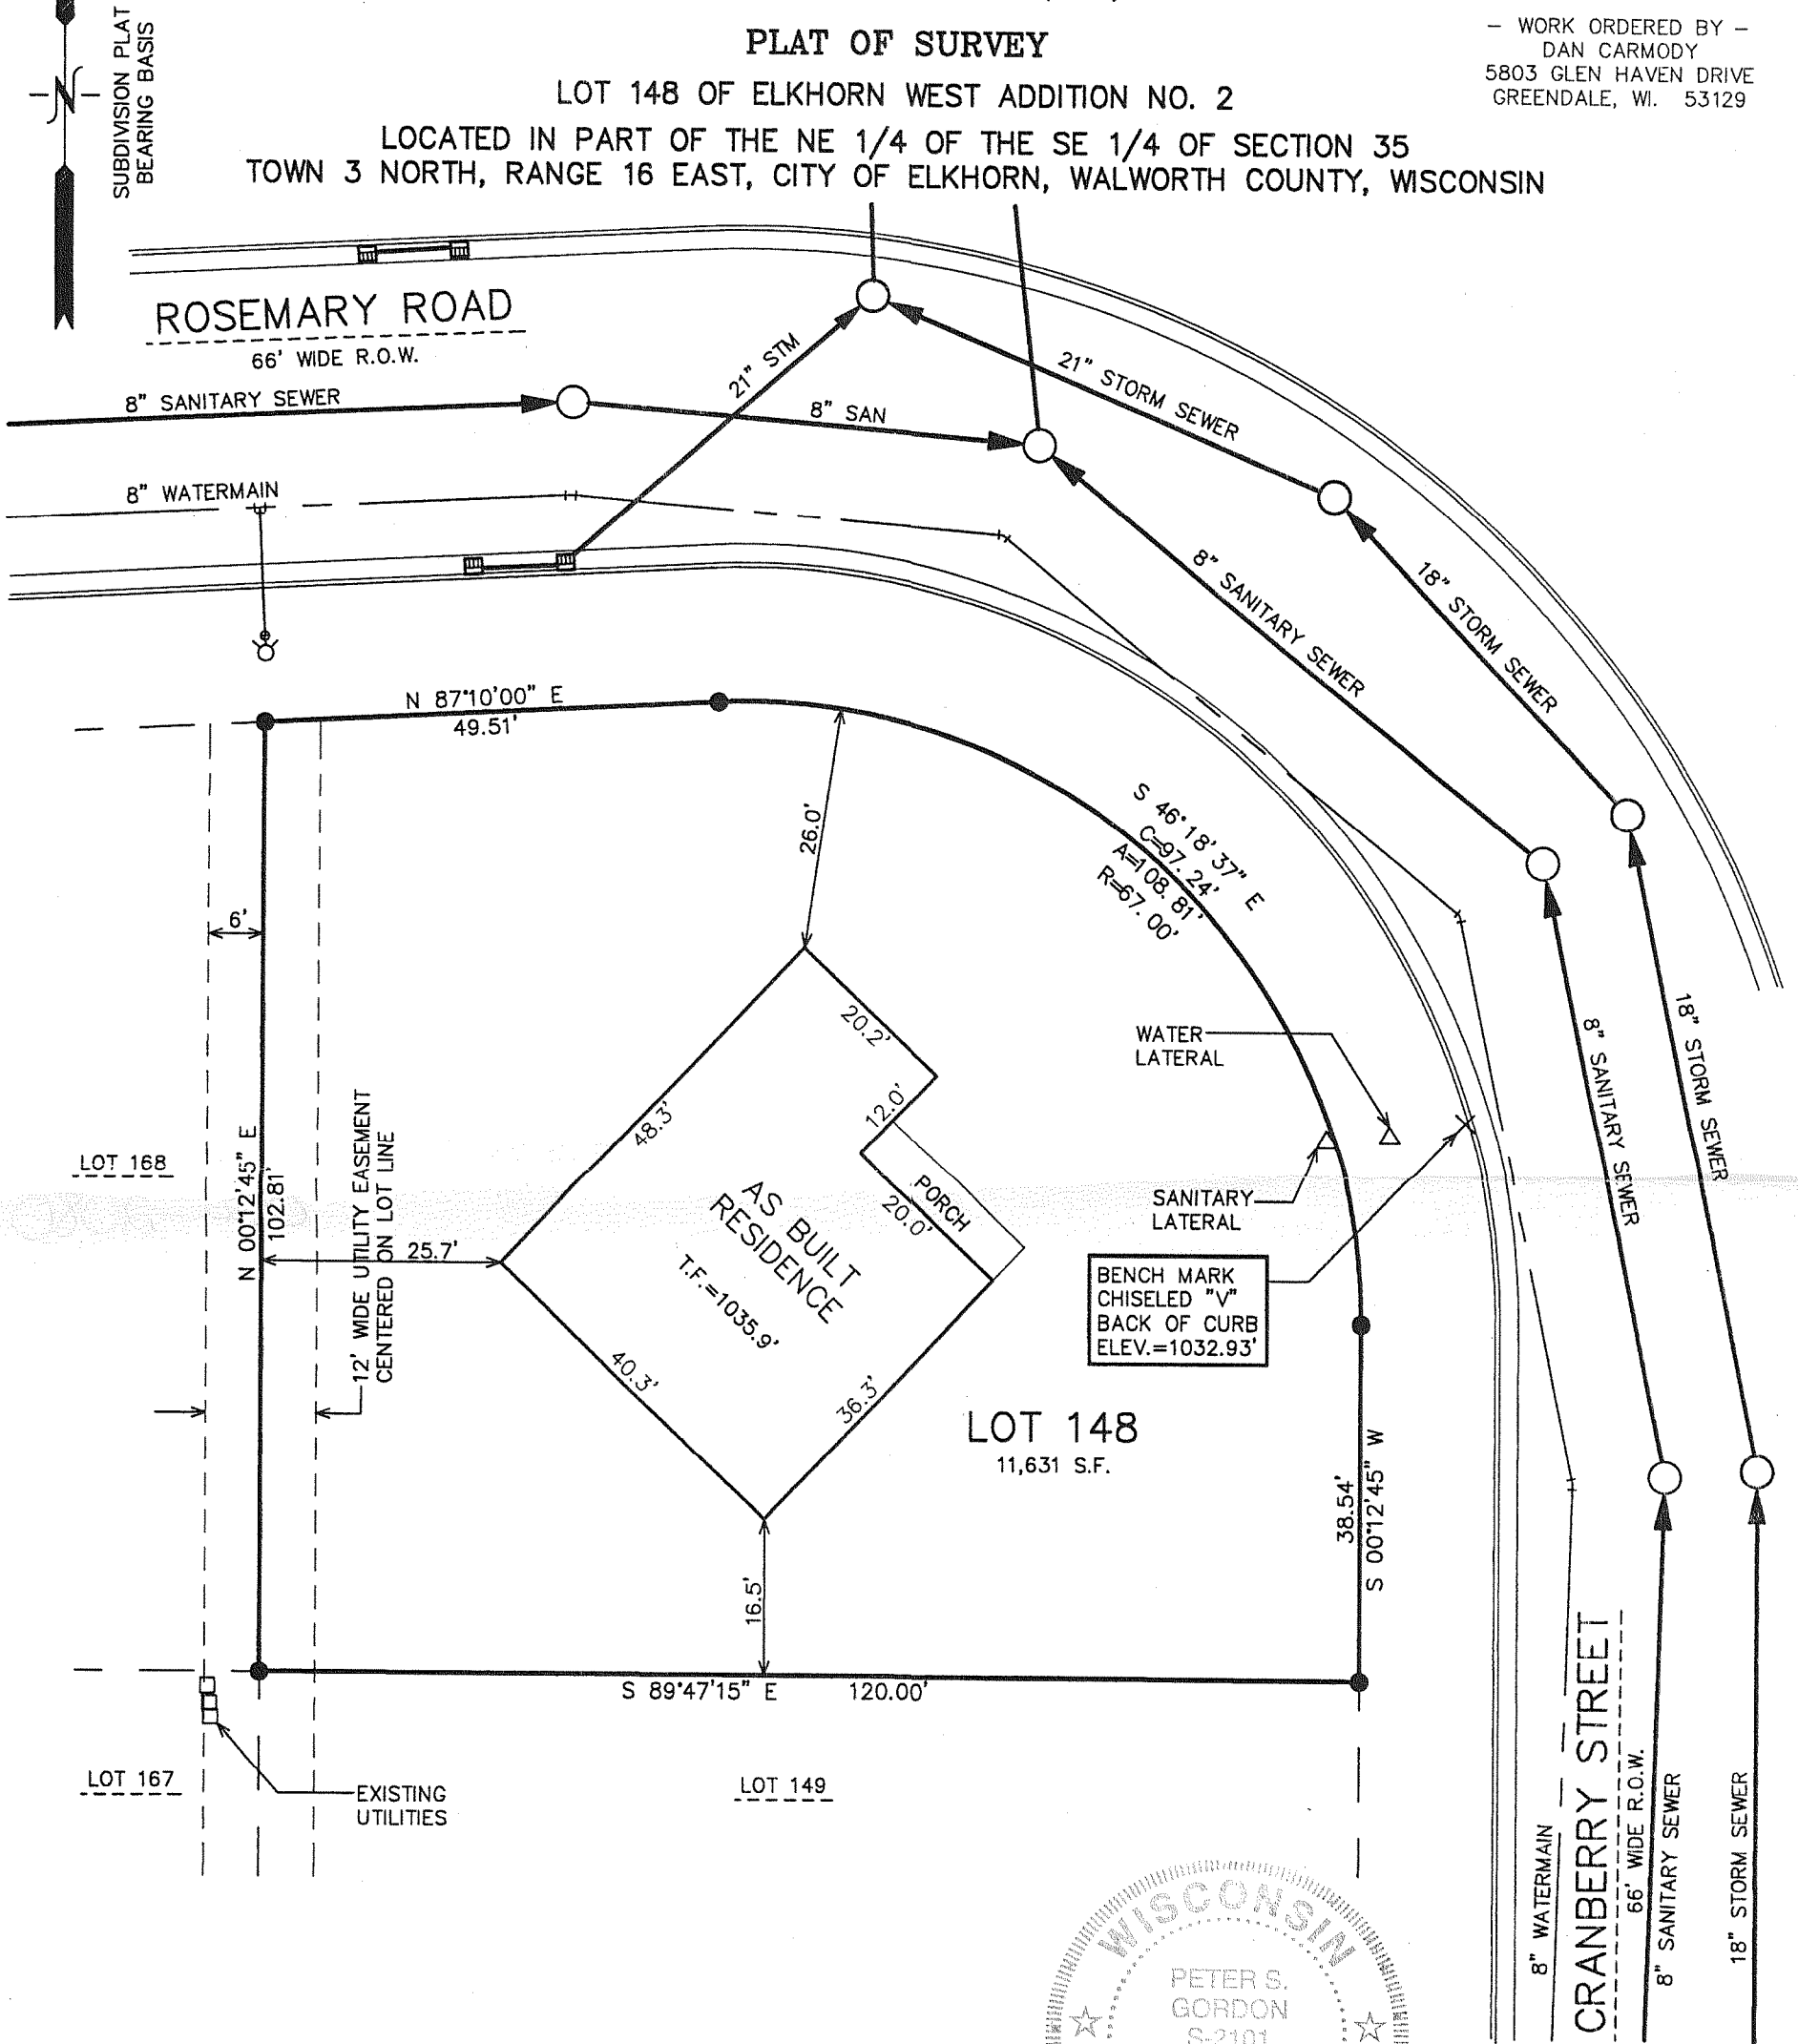 SUBDIVISION PLAT
BEARING BASIS
N
PLAT OF SURVEY
LOT 148 OF ELKHORN WEST ADDITION NO. 2
LOCATED IN PART OF THE NE 1/4 OF THE SE 1/4 OF SECTION 35
TOWN 3 NORTH, RANGE 16 EAST, CITY OF ELKHORN, WALWORTH COUNTY, WISCONSIN
– WORK ORDERED BY –
DAN CARMODY
5803 GLEN HAVEN DRIVE
GREENDALE, WI. 53129
ROSEMARY ROAD
66' WIDE R.O.W.
8" SANITARY SEWER
21" STM
8" SAN
21" STORM SEWER
8" WATERMAIN
8" SANITARY SEWER
18" STORM SEWER
N 87°10'00" E
49.51'
26.0'
S 46°18'37" E
C=97.24'
A=108.81'
R=67.00'
6'
20.2'
12.0'
48.3'
WATER
LATERAL
8" SANITARY SEWER
18" STORM SEWER
LOT 168
N 00°12'45" E
102.81'
12' WIDE UTILITY EASEMENT
CENTERED ON LOT LINE
25.7'
AS BUILT
RESIDENCE
T.F.=1035.9'
PORCH
20.0'
SANITARY
LATERAL
BENCH MARK
CHISELED "V"
BACK OF CURB
ELEV.=1032.93'
40.3'
36.3'
LOT 148
11,631 S.F.
38.54'
S 00°12'45" W
16.5'
S 89°47'15" E 120.00'
LOT 167
EXISTING
UTILITIES
LOT 149
8" WATERMAIN
CRANBERRY STREET
66' WIDE R.O.W.
8" SANITARY SEWER
18" STORM SEWER
WISCONSIN
PETER S.
GORDON
S-2101